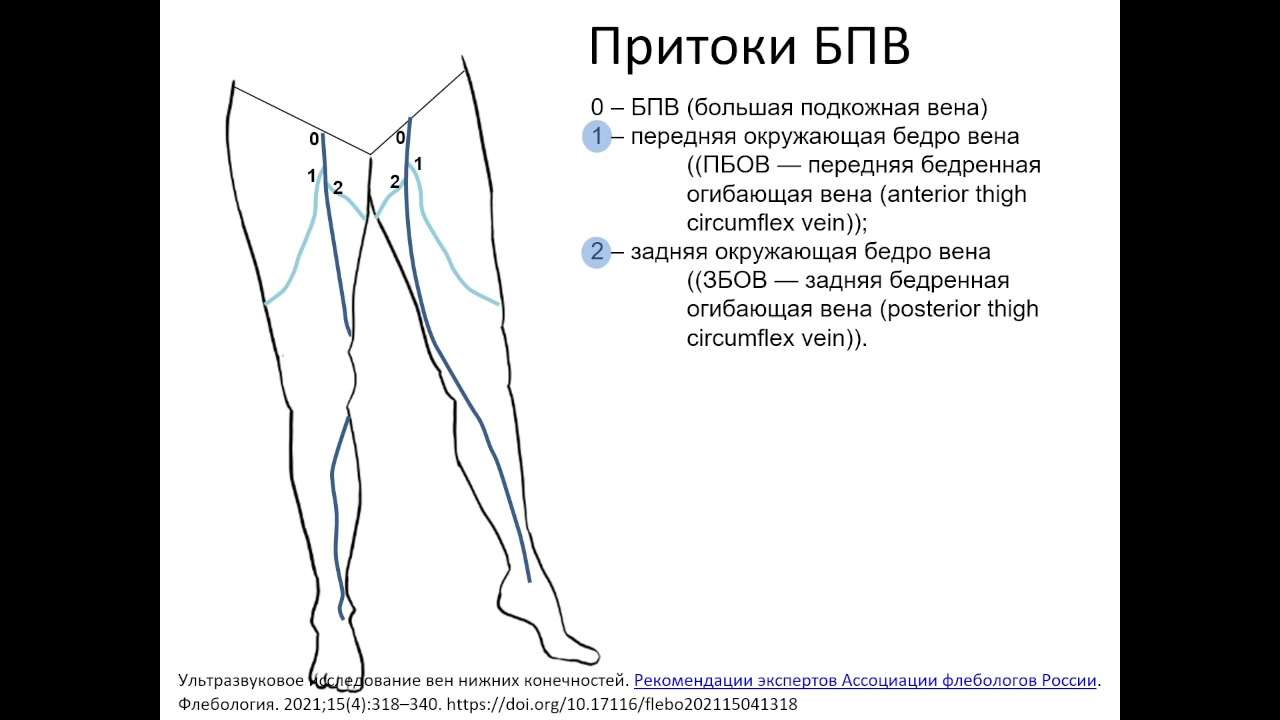 Притоки БПВ
0 – БПВ (большая подкожная вена)
1 – передняя окружающая бедро вена
((ПБОВ — передняя бедренная
огибающая вена (anterior thigh
circumflex vein));
2 – задняя окружающая бедро вена
((ЗБОВ — задняя бедренная
огибающая вена (posterior thigh
circumflex vein)).
0
0
1
1
2
2
Ультразвуковое исследование вен нижних конечностей. Рекомендации экспертов Ассоциации флебологов России.
Флебология. 2021;15(4):318–340. https://doi.org/10.17116/flebo202115041318